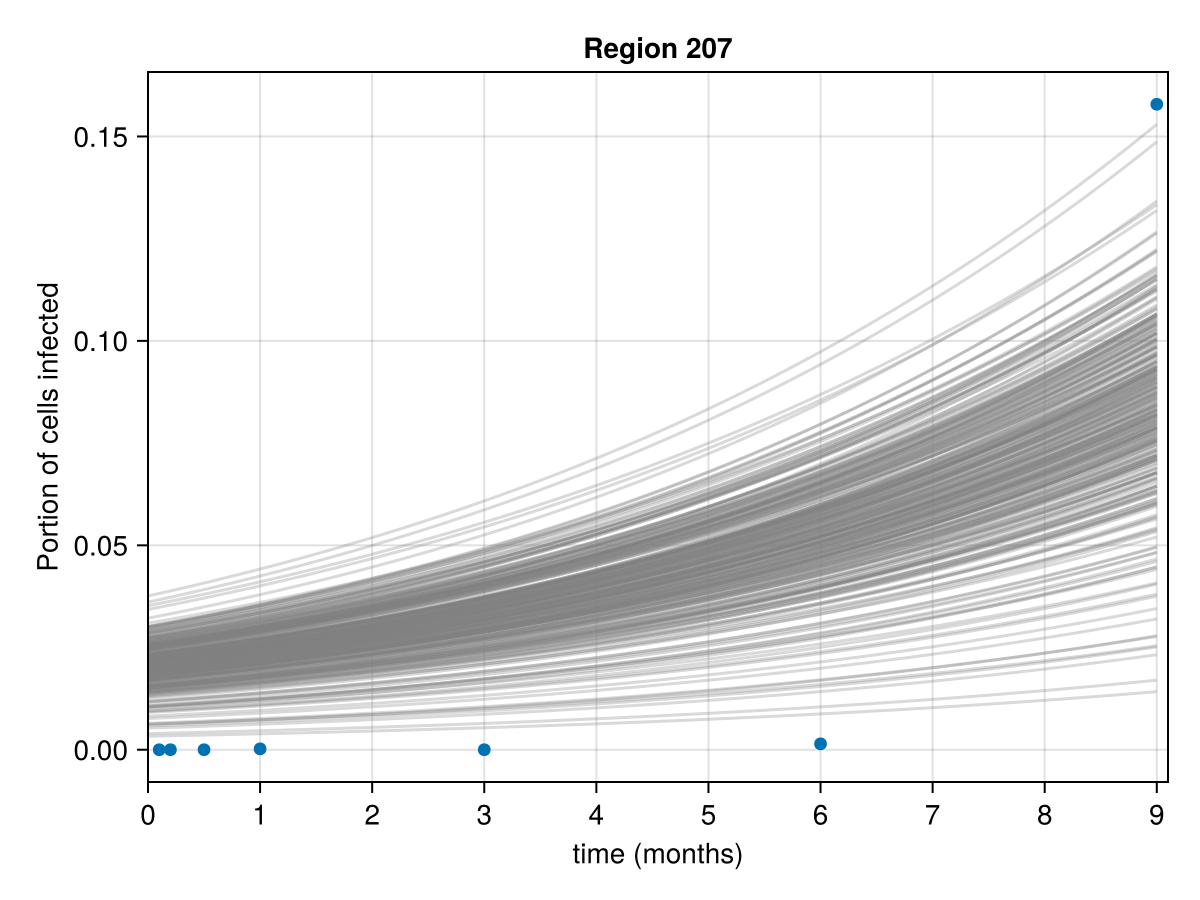 Region 207
Portion of cells infected
0.15
0.10
0.05
0.00
0 1 2 3 4 5 6 7 8 9
time (months)